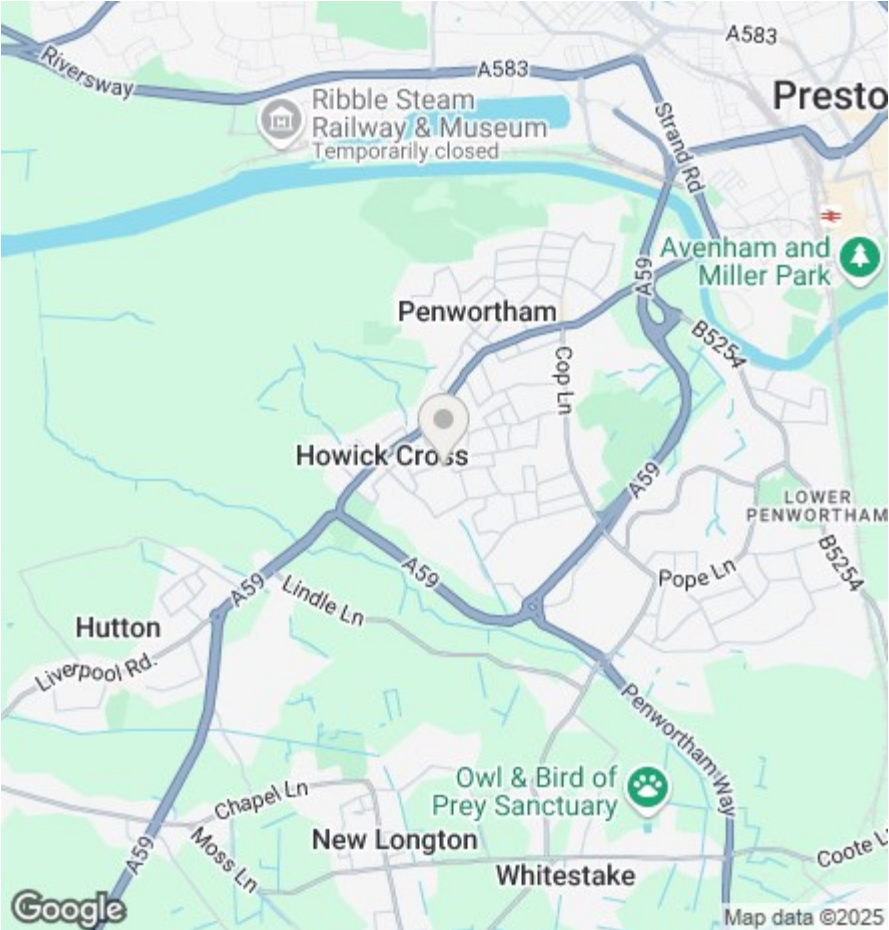 A583
Riversway
A583
Presto
Ribble Steam
Railway & Museum
Temporarily closed
Strand Rd
Avenham and
Miller Park
A59
Penwortham
B5254
Cop Ln
Howick Cross
A59
LOWER
PENWORTHAM
B5254
A59
Pope Ln
A59
Lindle Ln
Hutton
Liverpool Rd.
Penwortham Way
Owl & Bird of
Prey Sanctuary
Chapel Ln
New Longton
Moss Ln
A59
Coote L
Whitestake
Google
Map data ©2025